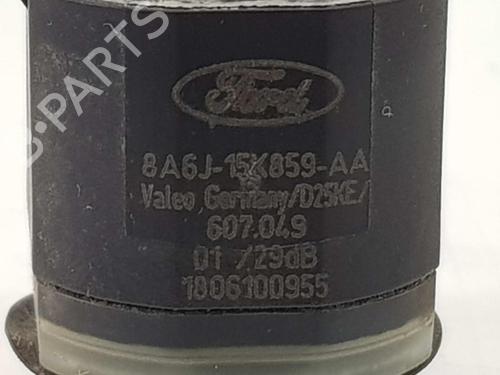 Ford
8A6J-15K859-AA
Valeo,Germany/D25KE/
607.049
01 /29dB
1806100955
B-PARTS